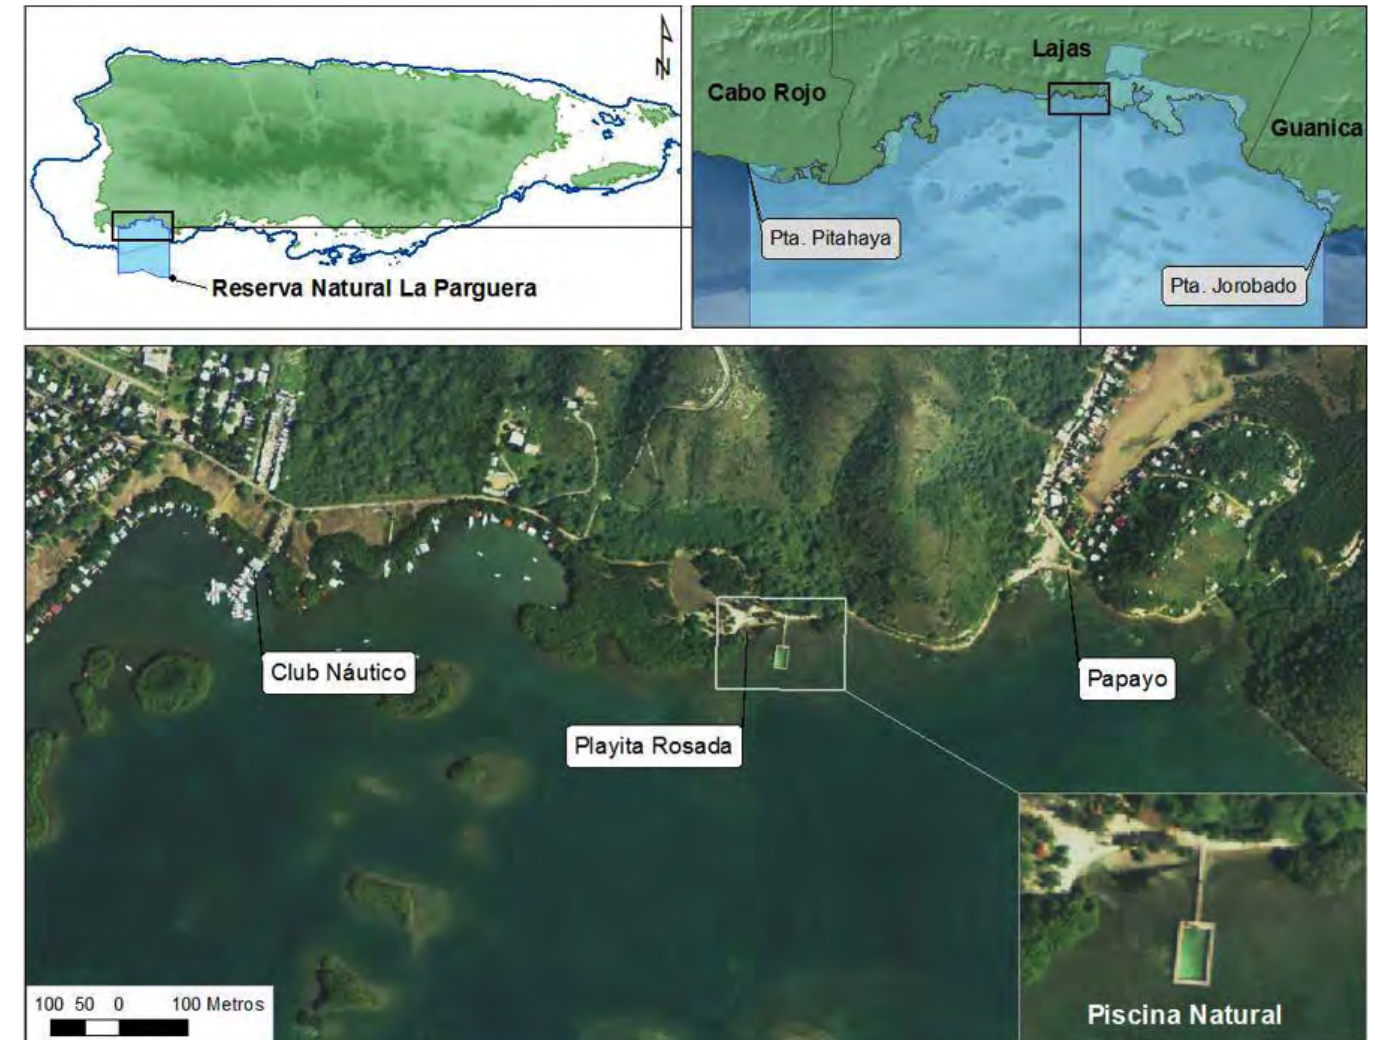 N
Reserva Natural La Parguera
Lajas
Cabo Rojo
Guanica
Pta. Pitahaya
Pta. Jorobado
Club Náutico
Papayo
Playita Rosada
100 50 0 100 Metros
Piscina Natural